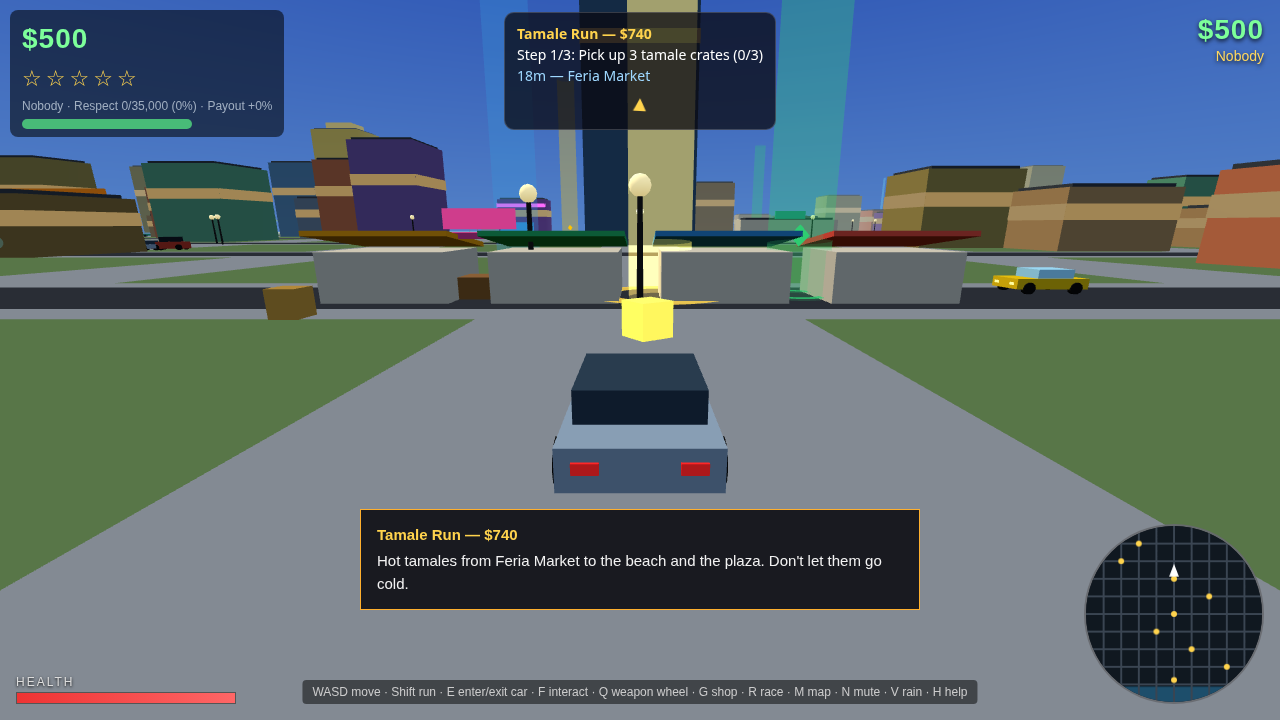 $500
☆☆☆☆☆
Nobody · Respect 0/35,000 (0%) · Payout +0%
Tamale Run — $740
Step 1/3: Pick up 3 tamale crates (0/3)
18m — Feria Market
$500
Nobody
Tamale Run — $740
Hot tamales from Feria Market to the beach and the plaza. Don't let them go
cold.
HEALTH
WASD move · Shift run · E enter/exit car · F interact · Q weapon wheel · G shop · R race · M map · N mute · V rain · H help